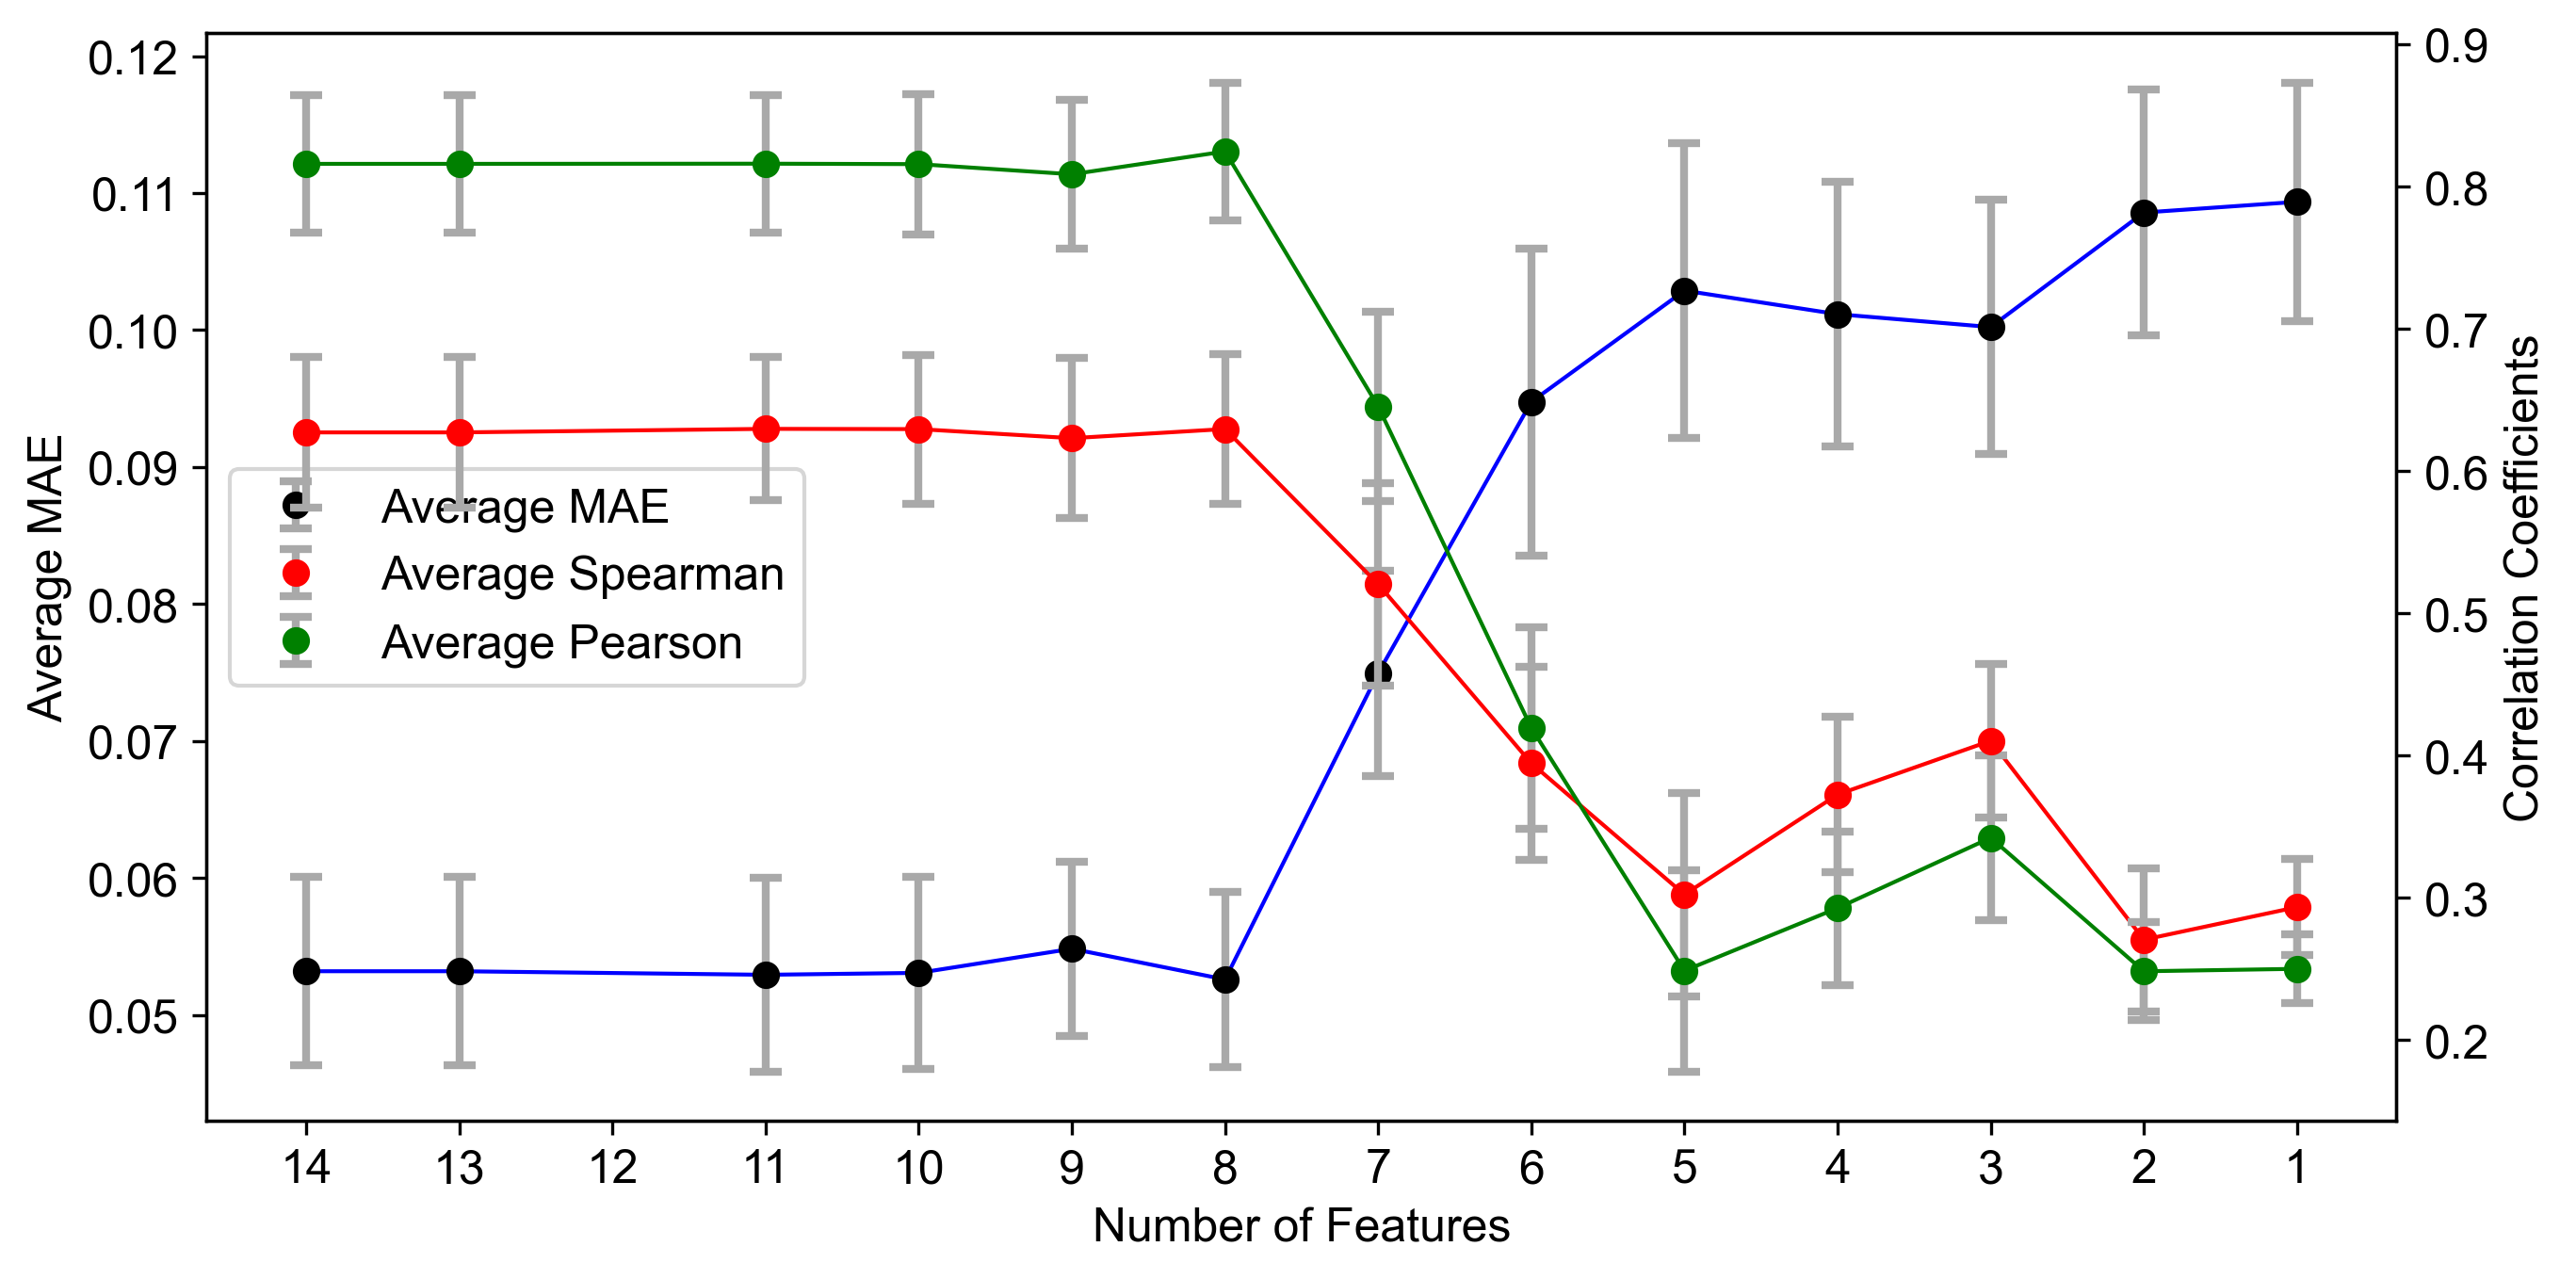 0.12
0.11
0.10
0.09
0.08
0.07
0.06
0.05
Average MAE
0.9
0.8
0.7
0.6
0.5
0.4
0.3
0.2
Correlation Coefficients
Average MAE
Average Spearman
Average Pearson
14 13 12 11 10 9 8 7 6 5 4 3 2 1
Number of Features